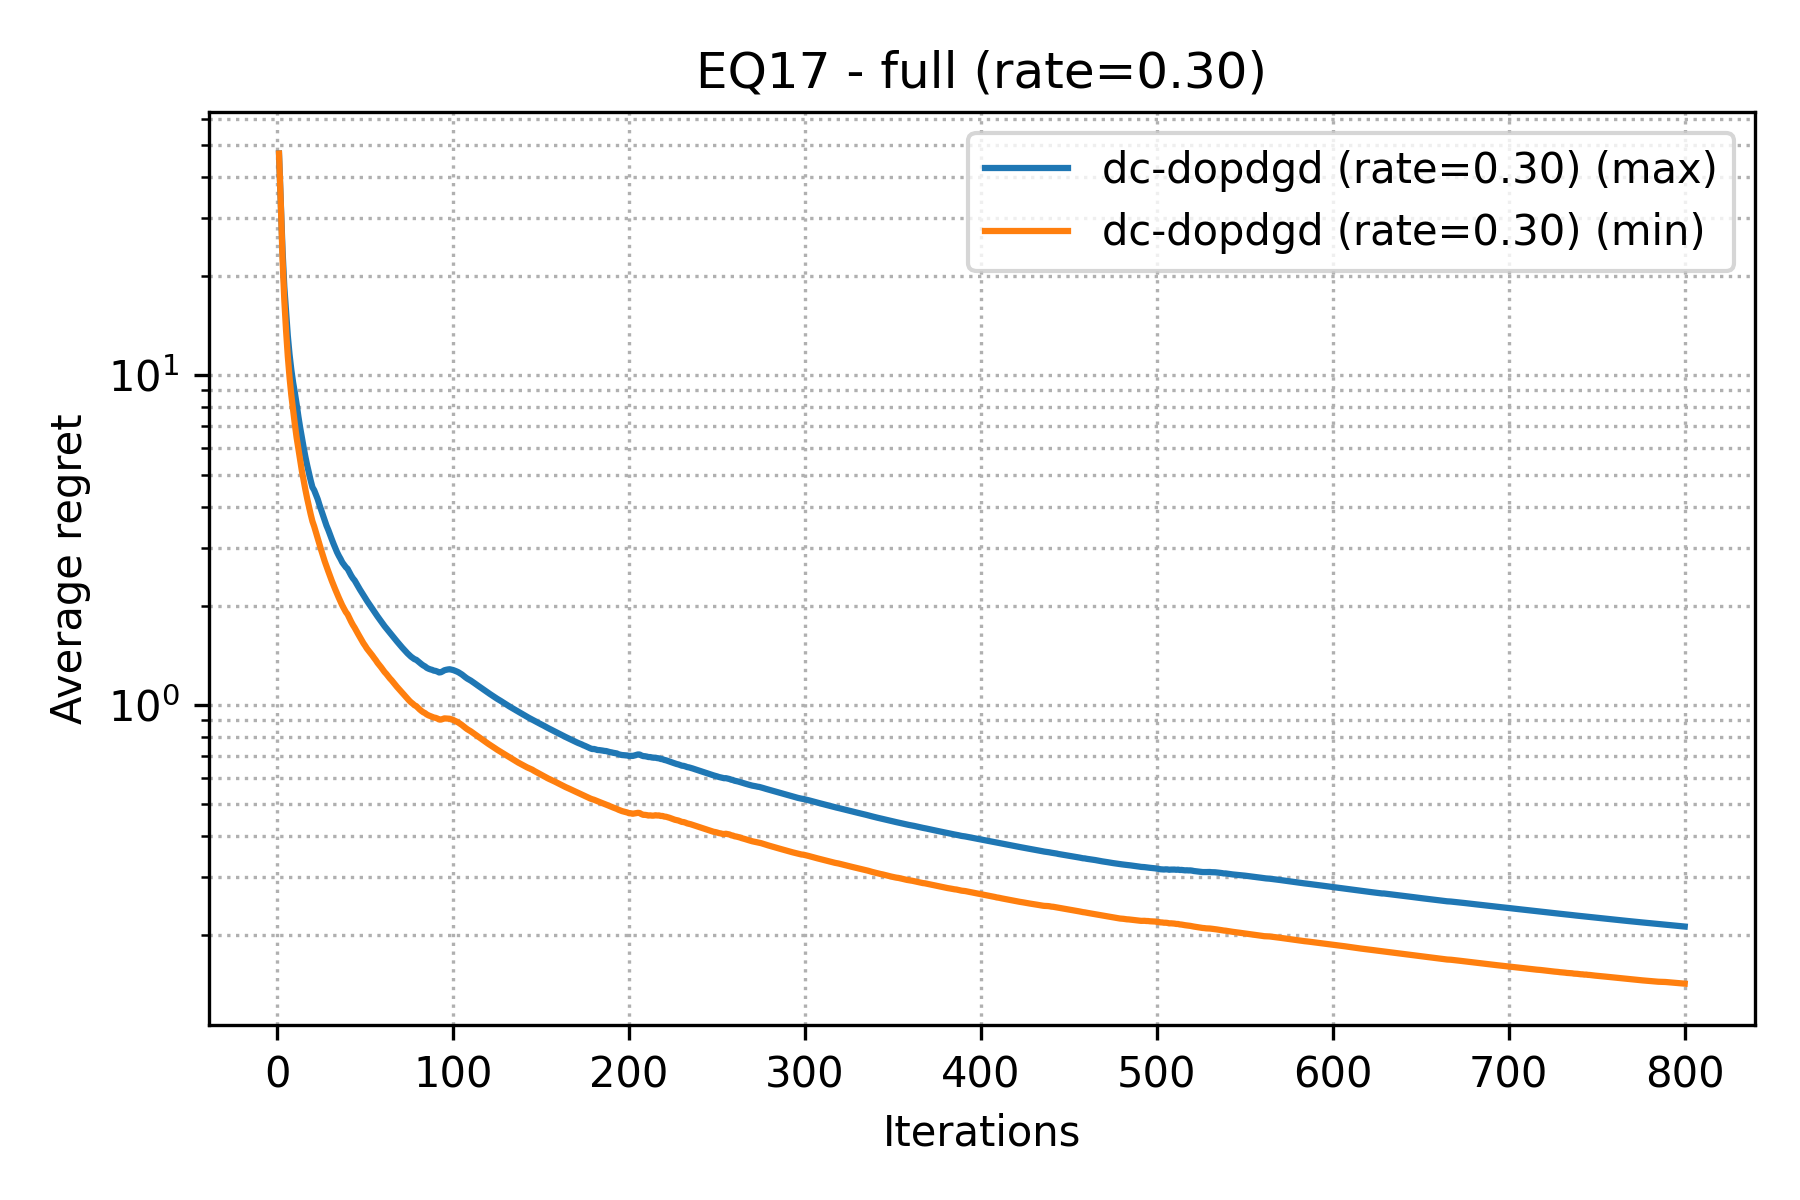 EQ17 - full (rate=0.30)
dc-dopdgd (rate=0.30) (max)
dc-dopdgd (rate=0.30) (min)
Average regret
10¹
10⁰
0 100 200 300 400 500 600 700 800
Iterations